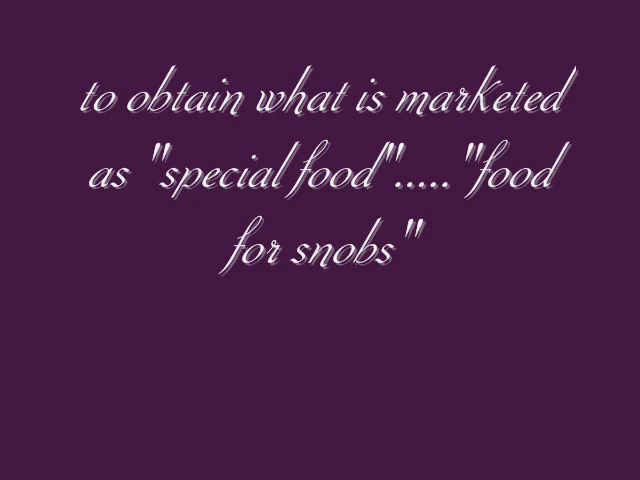 to obtain what is marketed
as "special food"....."food
for snobs"